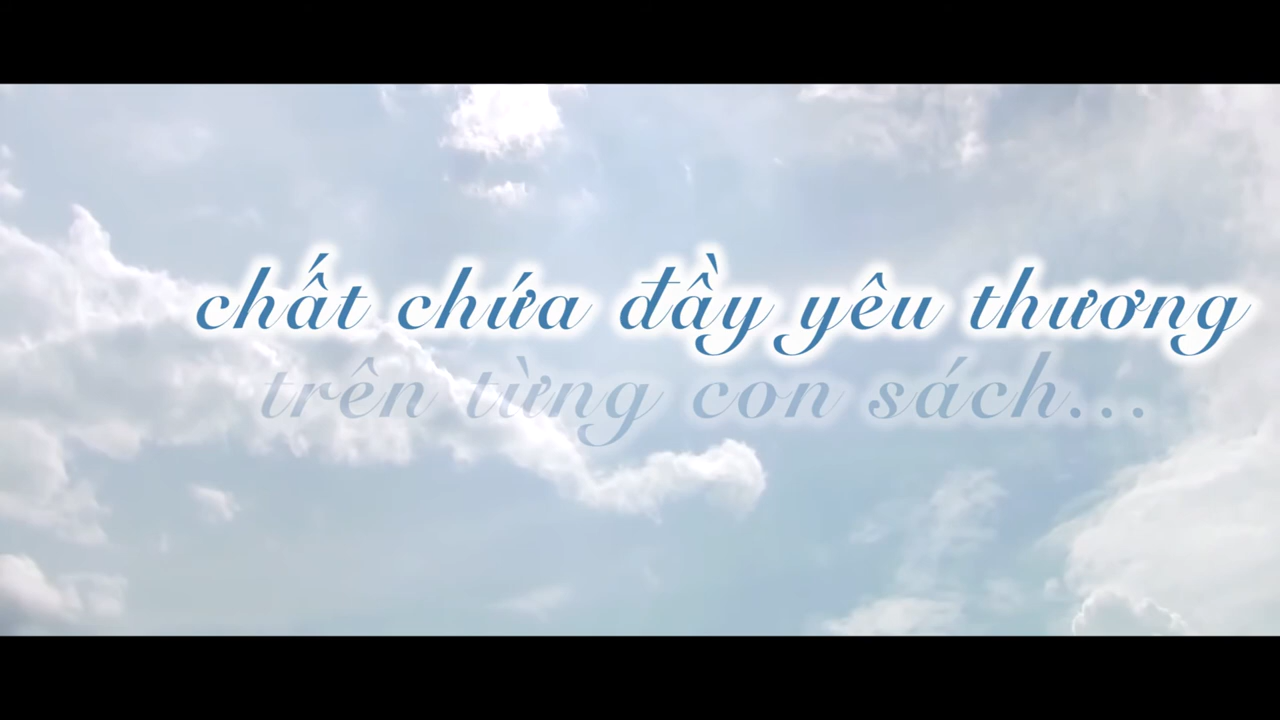 chất chứa đầy yêu thương
trên từng con sách...